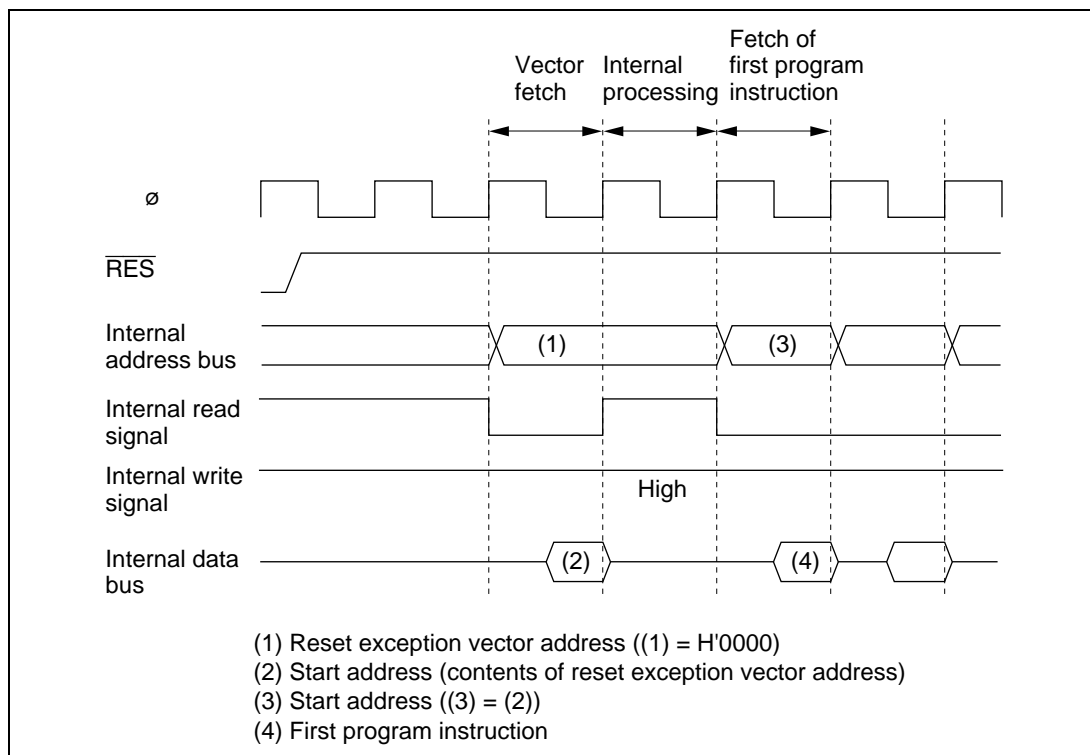 Vector
fetch
Internal
processing
Fetch of
first program
instruction
ø
RES
Internal
address bus
(1)
(3)
Internal read
signal
Internal write
signal
High
Internal data
bus
(2)
(4)
(1) Reset exception vector address ((1) = H'0000)
(2) Start address (contents of reset exception vector address)
(3) Start address ((3) = (2))
(4) First program instruction